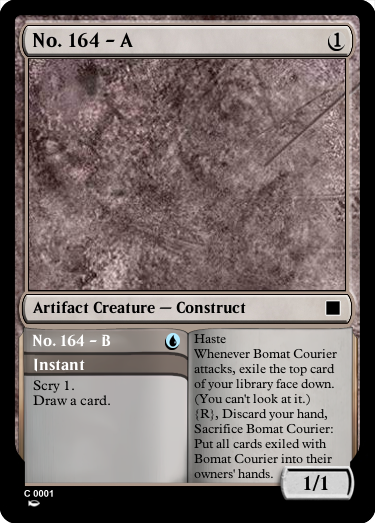 No. 164 – A 1
Artifact Creature — Construct
No. 164 – B
Instant
Scry 1.
Draw a card.
Haste
Whenever Bomat Courier
attacks, exile the top card
of your library face down.
(You can't look at it.)
{R}, Discard your hand,
Sacrifice Bomat Courier:
Put all cards exiled with
Bomat Courier into their
owners' hands.
1/1
C 0001